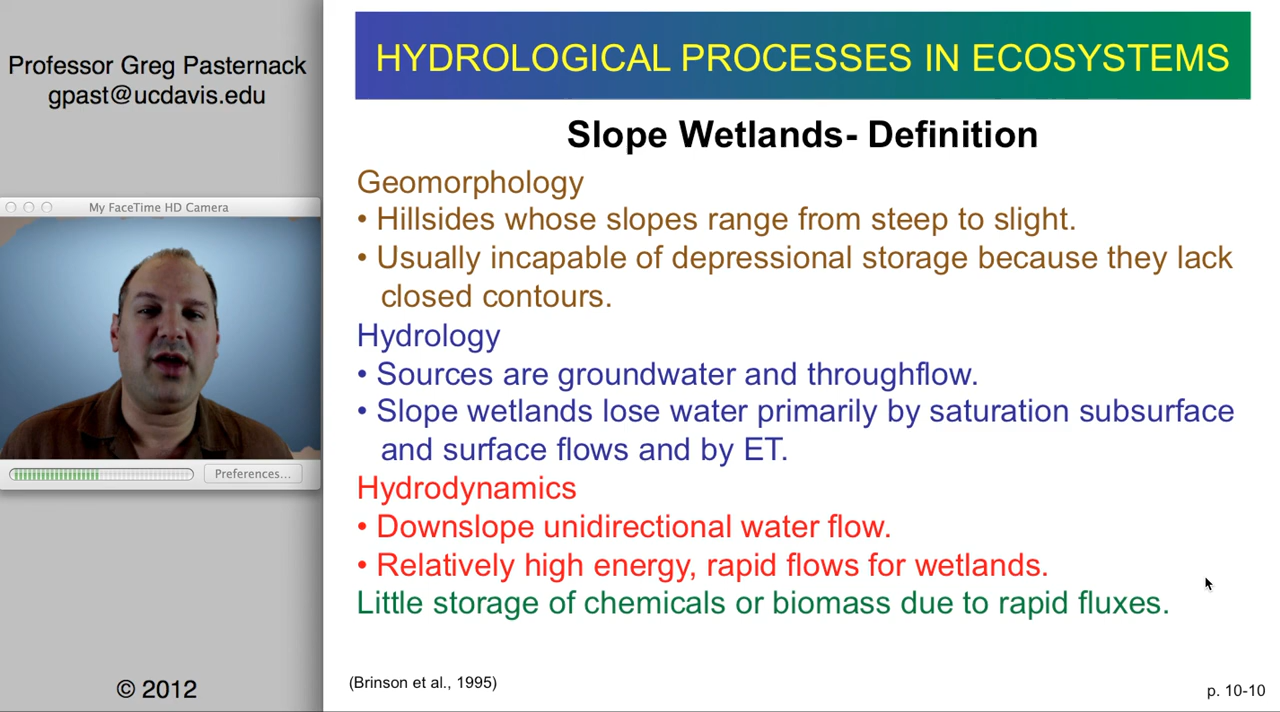 Professor Greg Pasternack
gpast@ucdavis.edu
My FaceTime HD Camera
Preferences...
© 2012
HYDROLOGICAL PROCESSES IN ECOSYSTEMS
Slope Wetlands- Definition
Geomorphology
• Hillsides whose slopes range from steep to slight.
• Usually incapable of depressional storage because they lack
closed contours.
Hydrology
• Sources are groundwater and throughflow.
• Slope wetlands lose water primarily by saturation subsurface
and surface flows and by ET.
Hydrodynamics
• Downslope unidirectional water flow.
• Relatively high energy, rapid flows for wetlands.
Little storage of chemicals or biomass due to rapid fluxes.
(Brinson et al., 1995)
p. 10-10